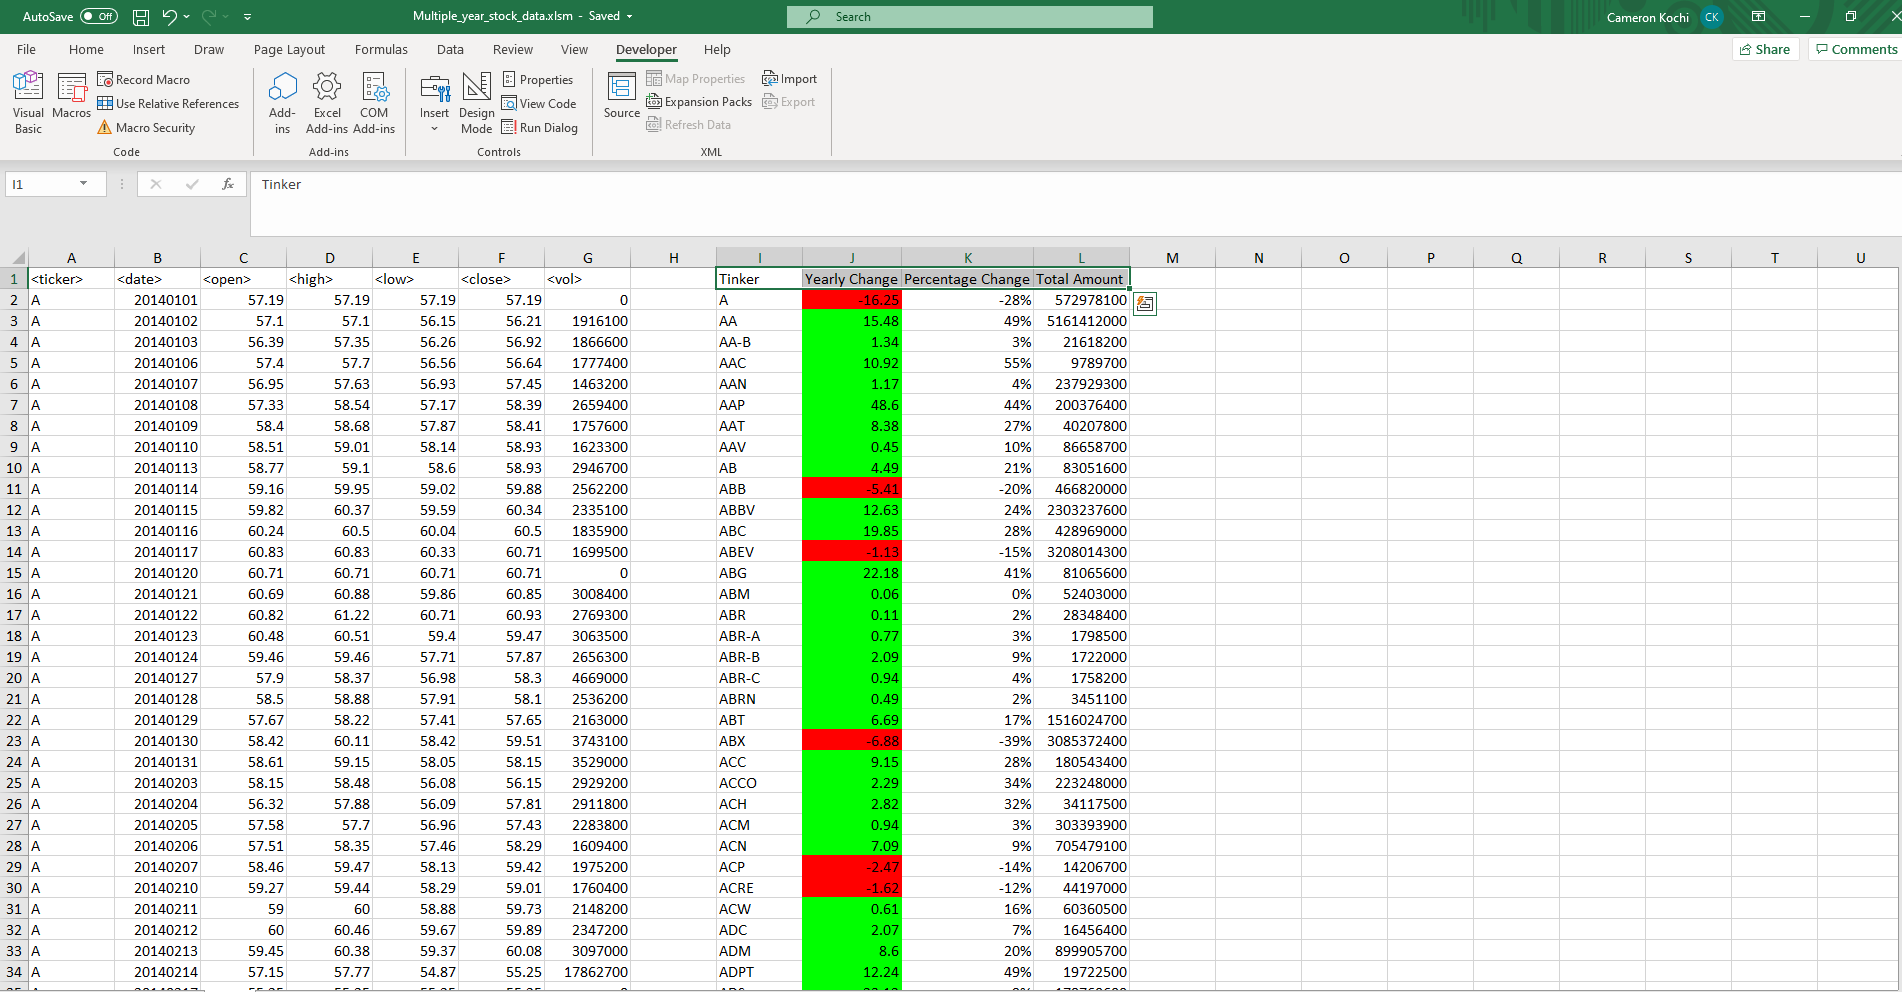 AutoSave Off Multiple_year_stock_data.xlsm - Saved Search Cameron Kochi CK
File Home Insert Draw Page Layout Formulas Data Review View Developer Help Share Comments
Visual Basic
Macros
Record Macro
Use Relative References
Macro Security
Code
Add-ins
Excel Add-ins
COM Add-ins
Add-ins
Insert
Design Mode
Properties
View Code
Run Dialog
Controls
Source
Map Properties
Expansion Packs
Refresh Data
Import
Export
XML
I1 fx Tinker
A B C D E F G H I J K L M N O P Q R S T U
1 <ticker> <date> <open> <high> <low> <close> <vol> Tinker Yearly Change Percentage Change Total Amount
2 A 20140101 57.19 57.19 57.19 57.19 0 A -16.25 -28% 572978100
3 A 20140102 57.1 57.1 56.15 56.21 1916100 AA 15.48 49% 5161412000
4 A 20140103 56.39 57.35 56.26 56.92 1866600 AA-B 1.34 3% 21618200
5 A 20140106 57.4 57.7 56.56 56.64 1777400 AAC 10.92 55% 9789700
6 A 20140107 56.95 57.63 56.93 57.45 1463200 AAN 1.17 4% 237929300
7 A 20140108 57.33 58.54 57.17 58.39 2659400 AAP 48.6 44% 200376400
8 A 20140109 58.4 58.68 57.87 58.41 1757600 AAT 8.38 27% 40207800
9 A 20140110 58.51 59.01 58.14 58.93 1623300 AAV 0.45 10% 86658700
10 A 20140113 58.77 59.1 58.6 58.93 2946700 AB 4.49 21% 83051600
11 A 20140114 59.16 59.95 59.02 59.88 2562200 ABB -5.41 -20% 466820000
12 A 20140115 59.82 60.37 59.59 60.34 2335100 ABBV 12.63 24% 2303237600
13 A 20140116 60.24 60.5 60.04 60.5 1835900 ABC 19.85 28% 428969000
14 A 20140117 60.83 60.83 60.33 60.71 1699500 ABEV -1.13 -15% 3208014300
15 A 20140120 60.71 60.71 60.71 60.71 0 ABG 22.18 41% 81065600
16 A 20140121 60.69 60.88 59.86 60.85 3008400 ABM 0.06 0% 52403000
17 A 20140122 60.82 61.22 60.71 60.93 2769300 ABR 0.11 2% 28348400
18 A 20140123 60.48 60.51 59.4 59.47 3063500 ABR-A 0.77 3% 1798500
19 A 20140124 59.46 59.46 57.71 57.87 2656300 ABR-B 2.09 9% 1722000
20 A 20140127 57.9 58.37 56.98 58.3 4669000 ABR-C 0.94 4% 1758200
21 A 20140128 58.5 58.88 57.91 58.1 2536200 ABRN 0.49 2% 3451100
22 A 20140129 57.67 58.22 57.41 57.65 2163000 ABT 6.69 17% 1516024700
23 A 20140130 58.42 60.11 58.42 59.51 3743100 ABX -6.88 -39% 3085372400
24 A 20140131 58.61 59.15 58.05 58.15 3529000 ACC 9.15 28% 180543400
25 A 20140203 58.15 58.48 56.08 56.15 2929200 ACCO 2.29 34% 223248000
26 A 20140204 56.32 57.88 56.09 57.81 2911800 ACH 2.82 32% 34117500
27 A 20140205 57.58 57.7 56.96 57.43 2283800 ACM 0.94 3% 303393900
28 A 20140206 57.51 58.35 57.46 58.29 1609400 ACN 7.09 9% 705479100
29 A 20140207 58.46 59.47 58.13 59.42 1975200 ACP -2.47 -14% 14206700
30 A 20140210 59.27 59.44 58.29 59.01 1760400 ACRE -1.62 -12% 44197000
31 A 20140211 59 60 58.88 59.73 2148200 ACW 0.61 16% 60360500
32 A 20140212 60 60.46 59.67 59.89 2347200 ADC 2.07 7% 16456400
33 A 20140213 59.45 60.38 59.37 60.08 3097000 ADM 8.6 20% 899905700
34 A 20140214 57.15 57.77 54.87 55.25 17862700 ADPT 12.24 49% 19722500